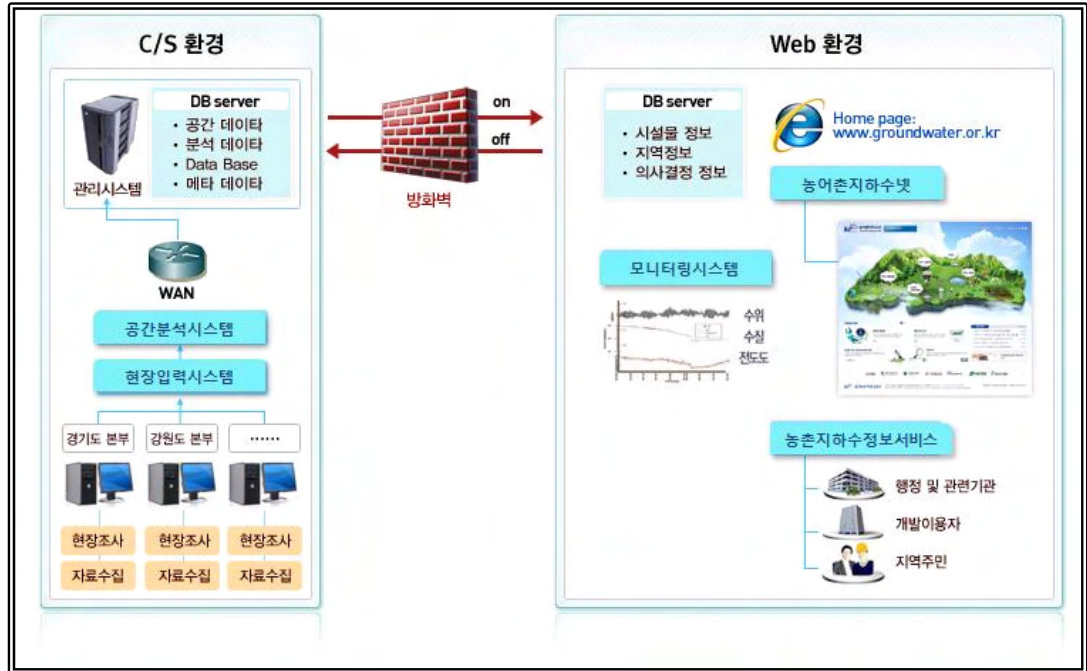 C/S 환경
DB server
• 공간 데이타
• 분석 데이타
• Data Base
• 메타 데이타
관리시스템
WAN
공간분석시스템
현장입력시스템
경기도 본부
강원도 본부
······
현장조사
현장조사
현장조사
자료수집
자료수집
자료수집
on
off
방화벽
Web 환경
DB server
• 시설물 정보
• 지역정보
• 의사결정 정보
Home page:
www.groundwater.or.kr
농어촌지하수넷
모니터링시스템
수위
수질
전도도
농촌지하수정보서비스
행정 및 관련기관
개발이용자
지역주민